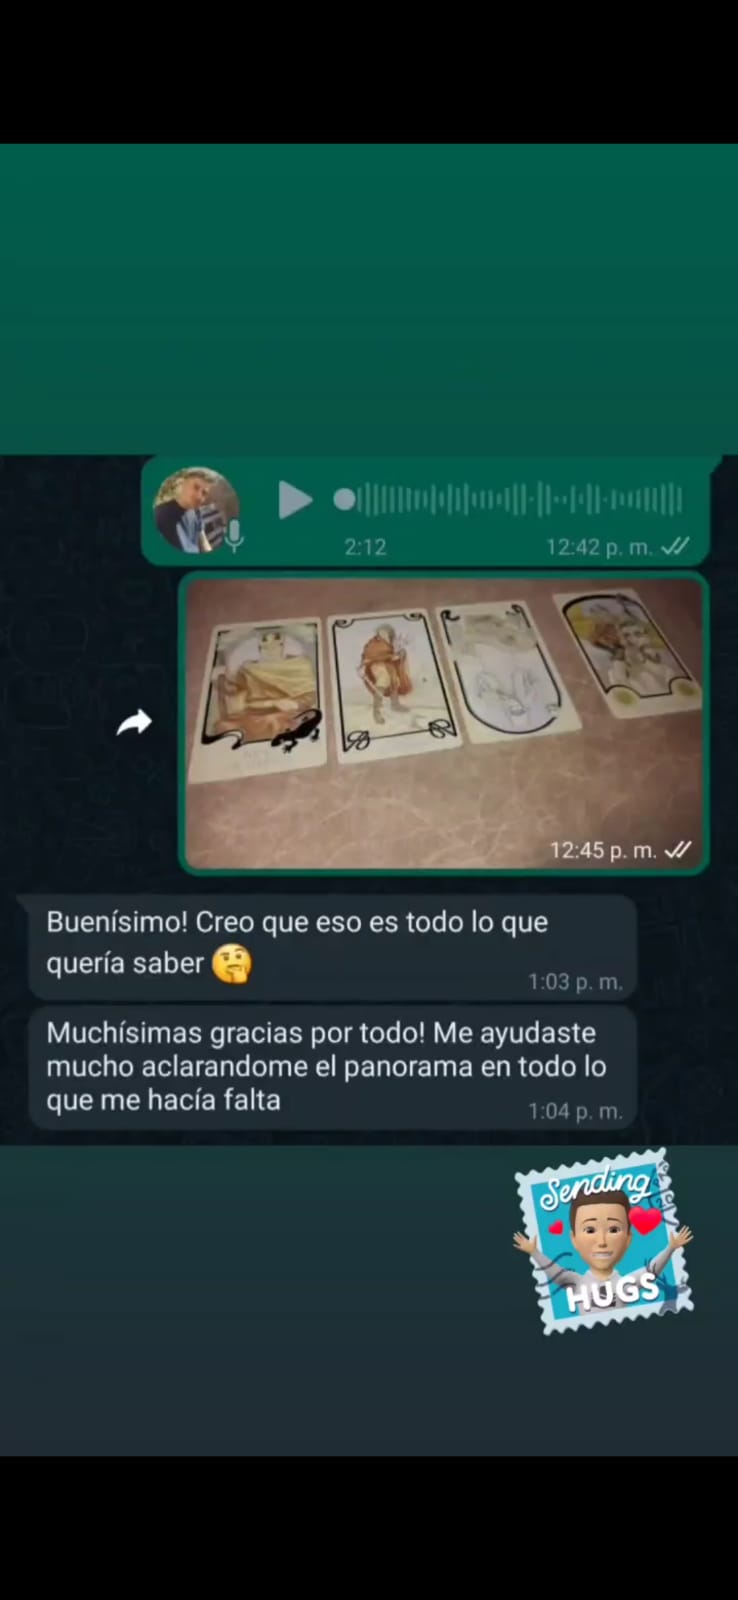 2:12
12:42 p. m.
12:45 p. m.
Buenísimo! Creo que eso es todo lo que
quería saber 🤔
1:03 p. m.
Muchísimas gracias por todo! Me ayudaste
mucho aclarandome el panorama en todo lo
que me hacía falta
1:04 p. m.
Sending
HUGS